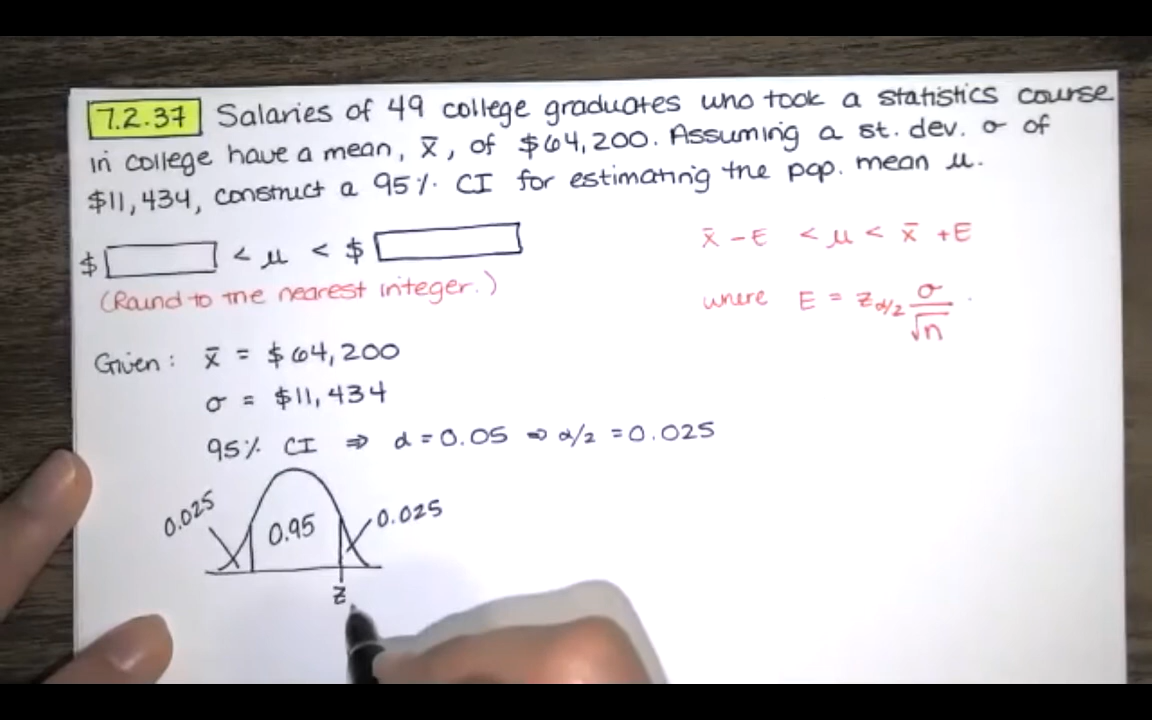 7.2.37 Salaries of 49 college graduates who took a statistics course
in college have a mean, x̄, of $64,200. Assuming a st. dev. σ of
$11,434, construct a 95% CI for estimating the pop. mean μ.
$ < μ < $
(Round to the nearest integer.)
x̄ - E < μ < x̄ + E
where E = z α/2 σ/√n.
Given: x̄ = $64,200
σ = $11,434
95% CI ⇒ α = 0.05 ⇒ α/2 = 0.025
0.025
0.95
0.025
z